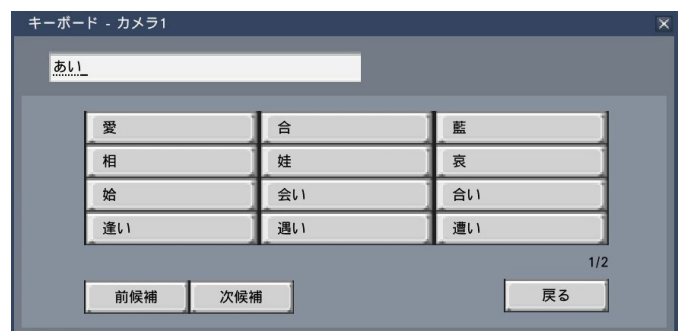 キーボード - カメラ1
あい_
愛 合 藍
相 娃 哀
姶 会い 合い
逢い 遇い 遭い
1/2
前候補 次候補 戻る